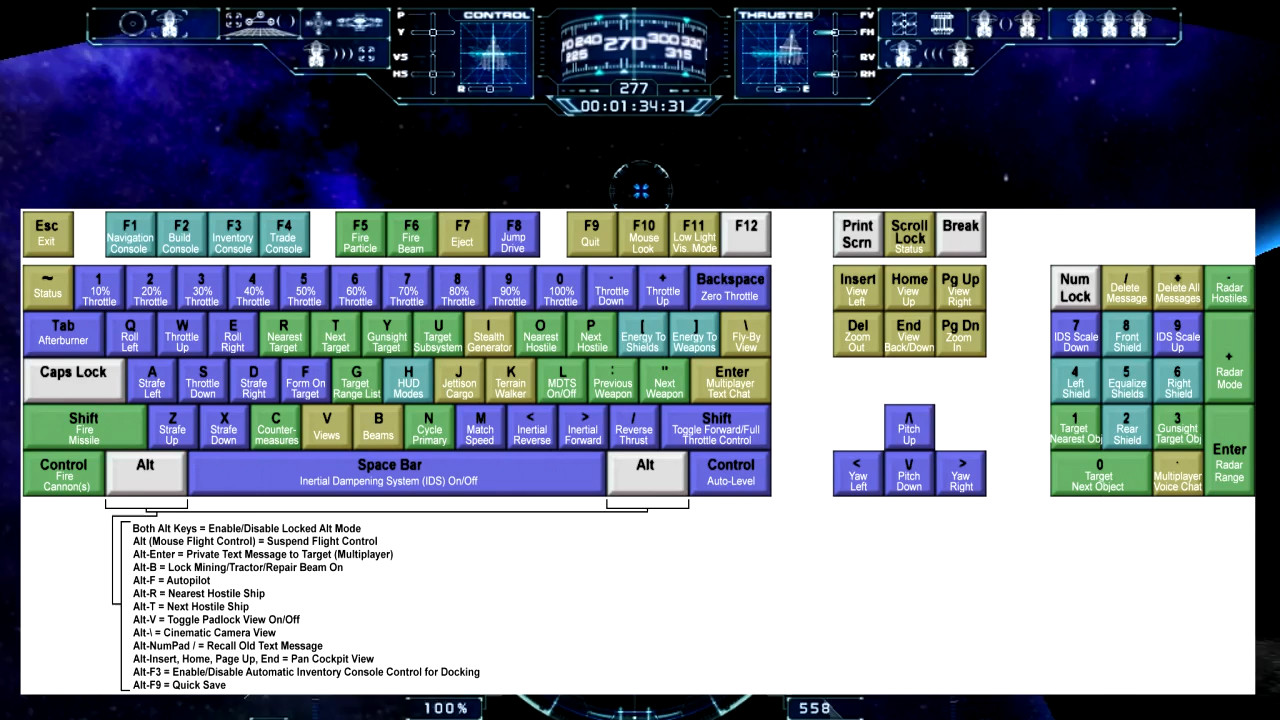 P CONTROL THRUSTER FV
Y FH
VS RV
HS RH
R E
240 270 300 330
225 315
277
00:01:34:31
Esc F1 F2 F3 F4 F5 F6 F7 F8 F9 F10 F11 F12 Print Scrn Scroll Lock Break
Exit Navigation Console Build Console Inventory Console Trade Console Fire Particle Fire Beam Eject Jump Drive Quit Mouse Look Low Light Vis. Mode Status
~ 1 2 3 4 5 6 7 8 9 0 - + Backspace Insert Home Pg Up Num Lock / * -
Status 10% Throttle 20% Throttle 30% Throttle 40% Throttle 50% Throttle 60% Throttle 70% Throttle 80% Throttle 90% Throttle 100% Throttle Throttle Down Throttle Up Zero Throttle View Left View Up View Right Delete Message Delete All Messages Radar Hostiles
Tab Q W E R T Y U I O P [ ] \ Del End Pg Dn 7 8 9 +
Afterburner Roll Left Throttle Up Roll Right Nearest Target Next Target Gunsight Target Target Subsystem Stealth Generator Nearest Hostile Next Hostile Energy To Shields Energy To Weapons Fly-By View Zoom Out View Back/Down Zoom In IDS Scale Down Front Shield IDS Scale Up Radar Mode
Caps Lock A S D F G H J K L : " Enter 4 5 6
Strafe Left Throttle Down Strafe Right Form On Target Target Range List HUD Modes Jettison Cargo Terrain Walker MDTS On/Off Previous Weapon Next Weapon Multiplayer Text Chat Left Shield Equalize Shields Right Shield
Shift Z X C V B N M < > / Shift /\ 1 2 3 Enter
Fire Missile Strafe Up Strafe Down Counter-measures Views Beams Cycle Primary Match Speed Inertial Reverse Inertial Forward Reverse Thrust Toggle Forward/Full Throttle Control Pitch Up Target Nearest Obj Rear Shield Gunsight Target Obj Radar Range
Control Alt Space Bar Alt Control < V > 0 .
Fire Cannon(s) Inertial Dampening System (IDS) On/Off Auto-Level Yaw Left Pitch Down Yaw Right Target Next Object Multiplayer Voice Chat
Both Alt Keys = Enable/Disable Locked Alt Mode
Alt (Mouse Flight Control) = Suspend Flight Control
Alt-Enter = Private Text Message to Target (Multiplayer)
Alt-B = Lock Mining/Tractor/Repair Beam On
Alt-F = Autopilot
Alt-R = Nearest Hostile Ship
Alt-T = Next Hostile Ship
Alt-V = Toggle Padlock View On/Off
Alt-\ = Cinematic Camera View
Alt-NumPad / = Recall Old Text Message
Alt-Insert, Home, Page Up, End = Pan Cockpit View
Alt-F3 = Enable/Disable Automatic Inventory Console Control for Docking
Alt-F9 = Quick Save
100% 558